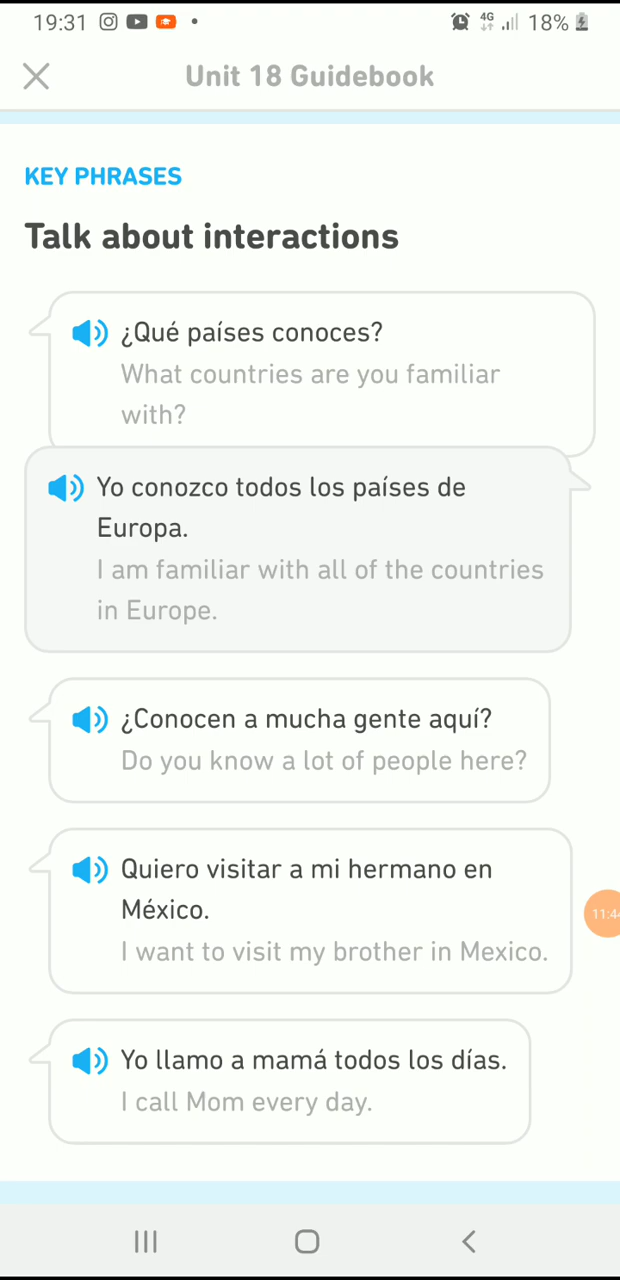 19:31 4G 18%
Unit 18 Guidebook
KEY PHRASES
Talk about interactions
¿Qué países conoces?
What countries are you familiar
with?
Yo conozco todos los países de
Europa.
I am familiar with all of the countries
in Europe.
¿Conocen a mucha gente aquí?
Do you know a lot of people here?
Quiero visitar a mi hermano en
México.
I want to visit my brother in Mexico.
Yo llamo a mamá todos los días.
I call Mom every day.